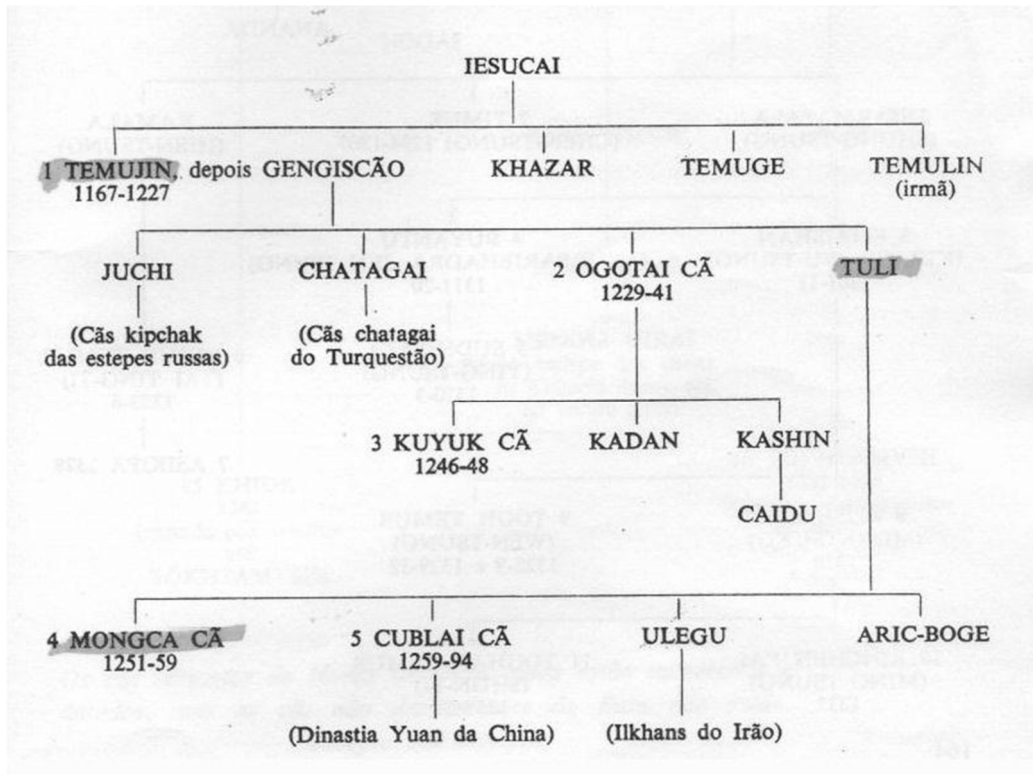 IESUCAI
1 TEMUJIN, depois GENGISCÃO KHAZAR TEMUGE TEMULIN
1167-1227 (irmã)
JUCHI CHATAGAI 2 OGOTAI CÃ TULI
1229-41
(Cãs kipchak (Cãs chatagai
das estepes russas) do Turquestão)
3 KUYUK CÃ KADAN KASHIN
1246-48
CAIDU
4 MONGCA CÃ 5 CUBLAI CÃ ULEGU ARIC-BOGE
1251-59 1259-94
(Dinastia Yuan da China) (Ilkhans do Irão)